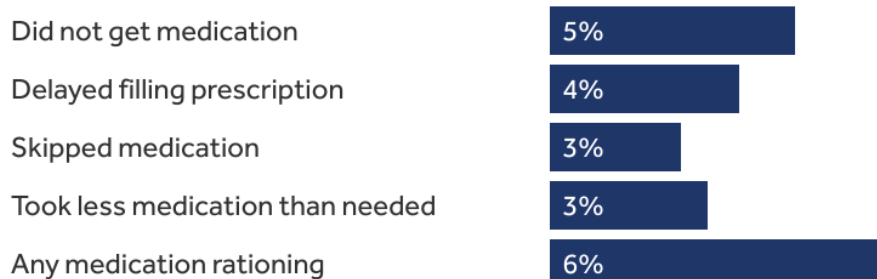 Did not get medication 5%
Delayed filling prescription 4%
Skipped medication 3%
Took less medication than needed 3%
Any medication rationing 6%